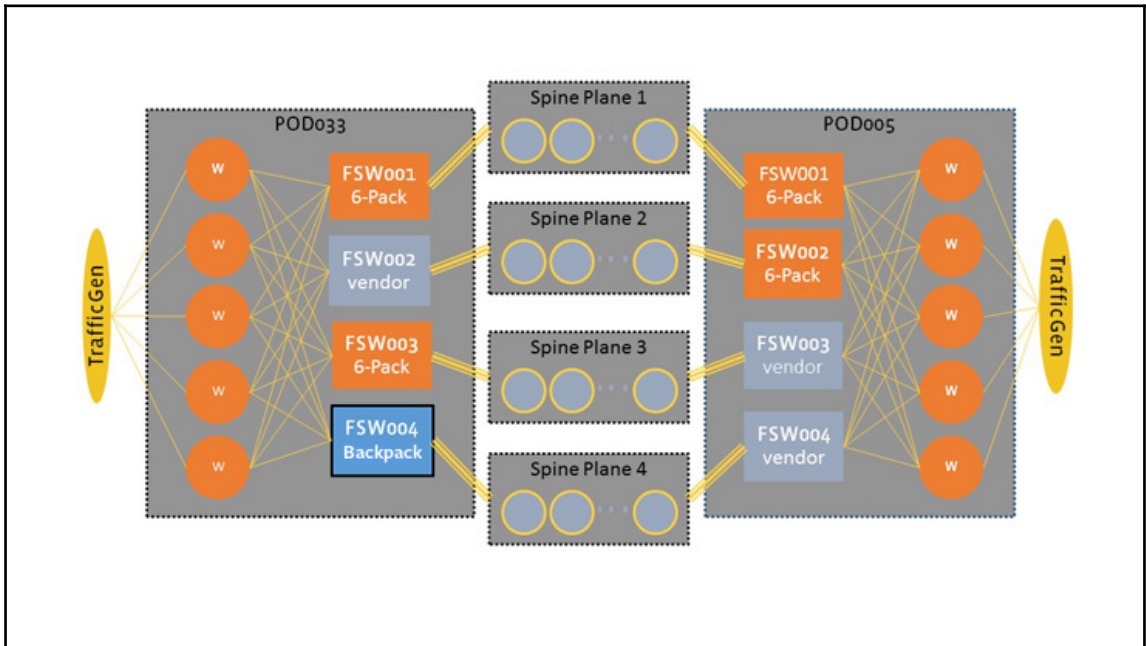 Spine Plane 1
POD033
POD005
W
FSW001
6-Pack
FSW001
6-Pack
W
Spine Plane 2
W
FSW002
vendor
FSW002
6-Pack
W
TrafficGen
TrafficGen
W
FSW003
6-Pack
Spine Plane 3
FSW003
vendor
W
W
FSW004
Backpack
FSW004
vendor
W
Spine Plane 4
W
W